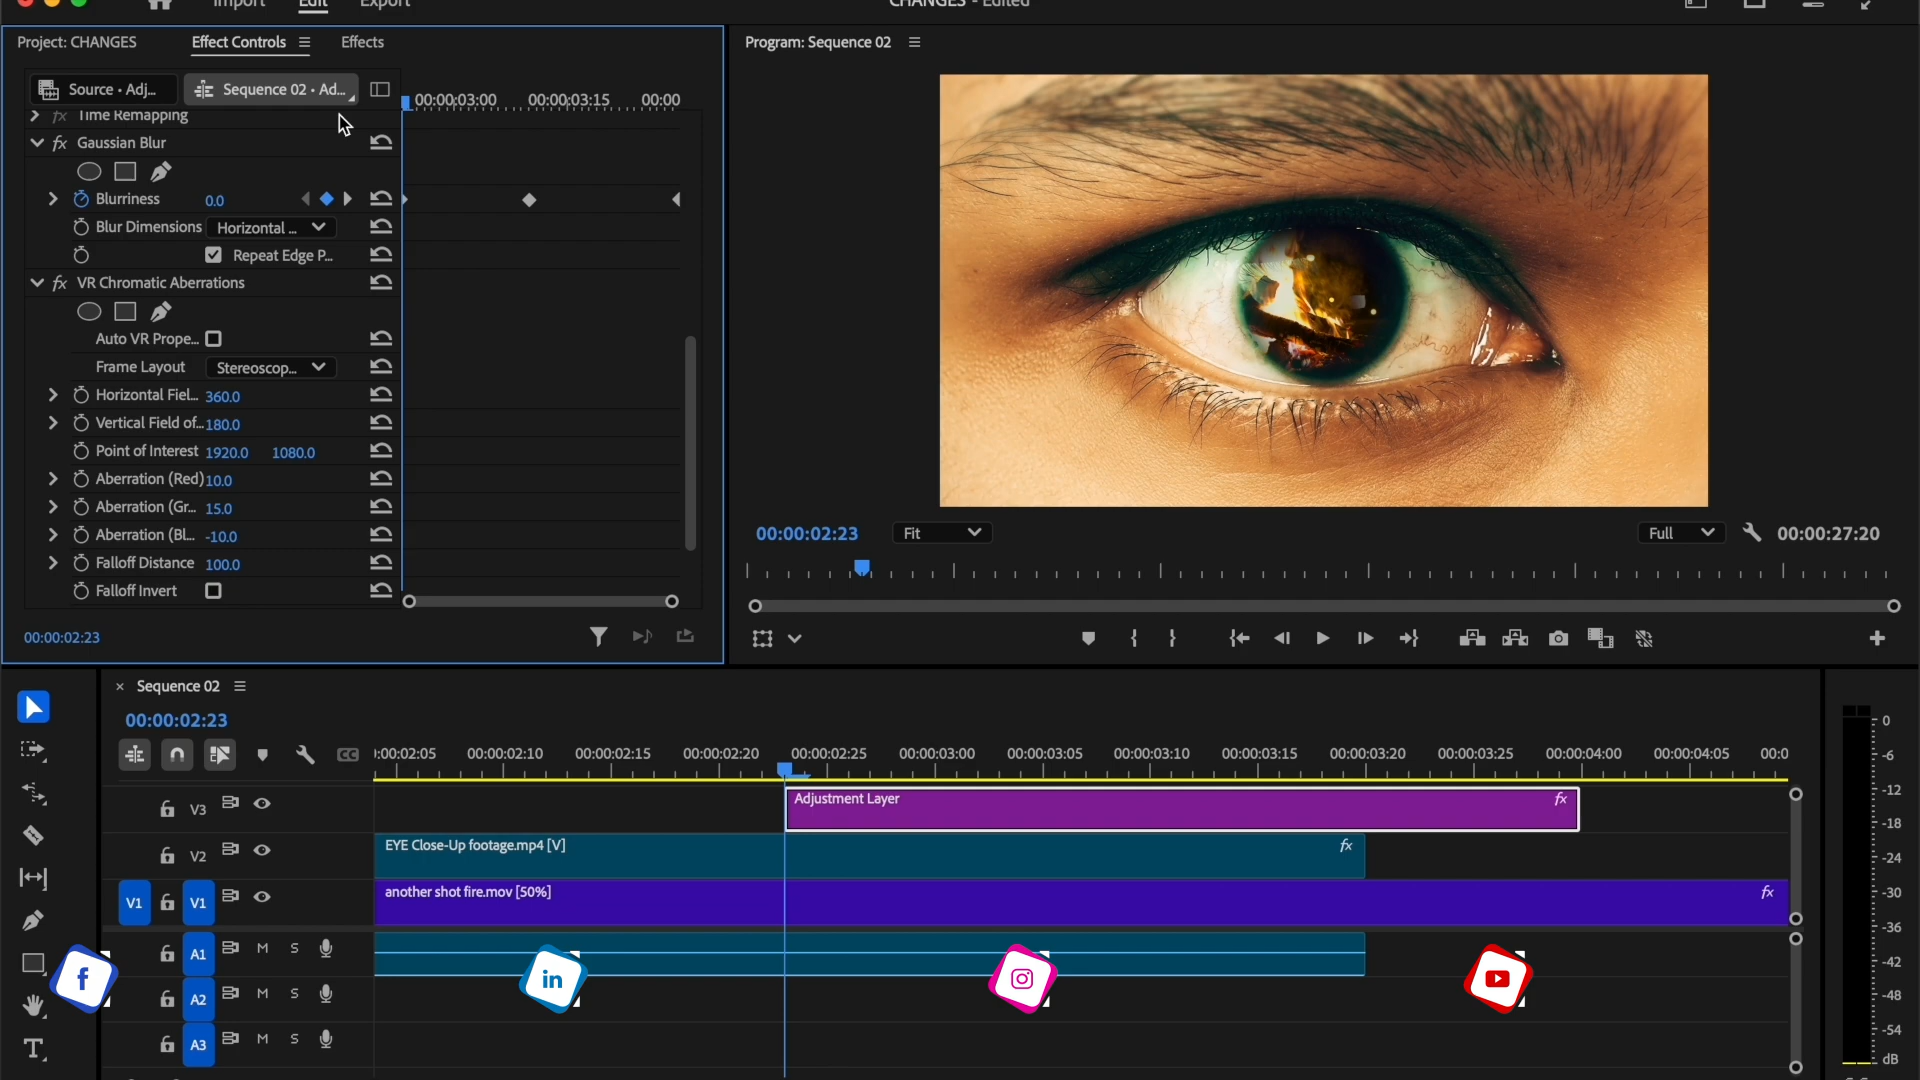 Import Edit Export
CHANGES - Edited
Project: CHANGES Effect Controls Effects
Program: Sequence 02
Source • Adj...
Sequence 02 • Ad...
00:00:03:00 00:00:03:15 00:00
fx Time Remapping
fx Gaussian Blur
Blurriness 0.0
Blur Dimensions Horizontal ...
Repeat Edge P...
fx VR Chromatic Aberrations
Auto VR Prope...
Frame Layout Stereoscop...
Horizontal Fiel... 360.0
Vertical Field of... 180.0
Point of Interest 1920.0 1080.0
Aberration (Red) 10.0
Aberration (Gr... 15.0
Aberration (Bl... -10.0
Falloff Distance 100.0
Falloff Invert
00:00:02:23
00:00:02:23 Fit Full 00:00:27:20
× Sequence 02
00:00:02:23
CC
:00:02:05 00:00:02:10 00:00:02:15 00:00:02:20 00:00:02:25 00:00:03:00 00:00:03:05 00:00:03:10 00:00:03:15 00:00:03:20 00:00:03:25 00:00:04:00 00:00:04:05 00:0
V3 Adjustment Layer fx
V2 EYE Close-Up footage.mp4 [V] fx
V1 V1 another shot fire.mov [50%] fx
A1 M S
A2 M S
A3 M S
f in
T
0
-6
-12
-18
-24
-30
-36
-42
-48
-54
dB